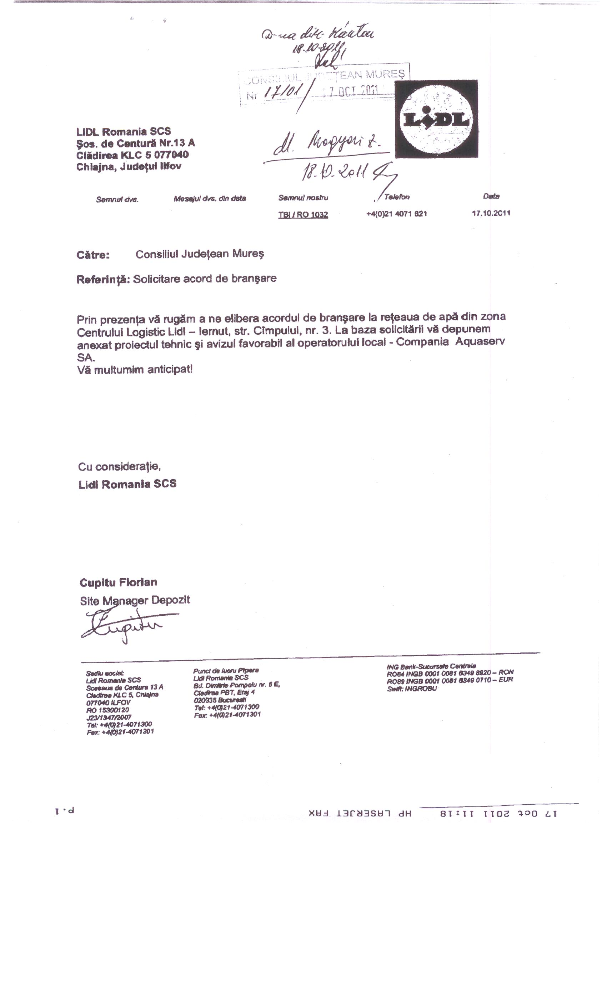 18.10.2011
CONSILIUL JUDEŢEAN MUREŞ
Nr 17101 / 17 OCT 2011
LIDL
LIDL Romania SCS
Şos. de Centură Nr.13 A
Clădirea KLC 5 077040
Chiajna, Judeţul Ilfov
dl. Magyari
18.10.2011
Semnul dvs. Mesajul dvs. din data Semnul nostru Telefon Data
TBI / RO 1032 +4(0)21 4071 621 17.10.2011
Către: Consiliul Judeţean Mureş
Referinţă: Solicitare acord de branşare
Prin prezenţa vă rugăm a ne elibera acordul de branşare la reţeaua de apă din zona
Centrului Logistic Lidl – Iernut, str. Cîmpului, nr. 3. La baza solicitării vă depunem
anexat proiectul tehnic şi avizul favorabil al operatorului local - Compania Aquaserv
SA.
Vă multumim anticipat!
Cu consideraţie,
Lidl Romania SCS
Cupitu Florian
Site Manager Depozit
Cupitu
Sediu social:
Lidl Romania SCS
Soseaua de Centura 13 A
Cladirea KLC 5, Chiajna
077040 ILFOV
RO 15300120
J23/1347/2007
Tel: +4(0)21-4071300
Fax: +4(0)21-4071301
Punct de lucru Pipera
Lidl Romania SCS
Bd. Dimitrie Pompeiu nr. 6 E,
Cladirea PBT, Etaj 4
020335 Bucuresti
Tel: +4(0)21-4071300
Fax: +4(0)21-4071301
ING Bank-Sucursala Centrala
RO64 INGB 0001 0081 6349 8920 – RON
RO89 INGB 0001 0081 6349 0710 – EUR
Swift: INGROBU
17 Oct 2011 11:18 HP LASERJET FAX p.1